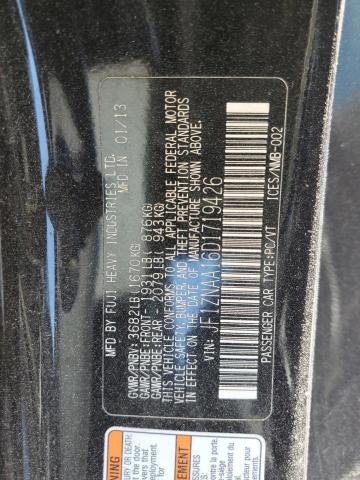 MFD BY FUJI HEAVY INDUSTRIES LTD.
MFD IN 01/13
GVWR/PNBV: 3682LB(1670KG)
GAWR/PNBE:FRONT- 1931LB( 876KG)
GAWR/PNBE:REAR - 1939LB( 943KG)
THIS VEHICLE CONFORMS TO ALL APPLICABLE FEDERAL MOTOR
VEHICLE SAFETY, BUMPER, AND THEFT PREVENTION STANDARDS
IN EFFECT ON THE DATE OF MANUFACTURE SHOWN ABOVE.
VIN: JF1ZNAA16D1719426
PASSENGER CAR/TYPE:PC/VT
ICES/NMB-002